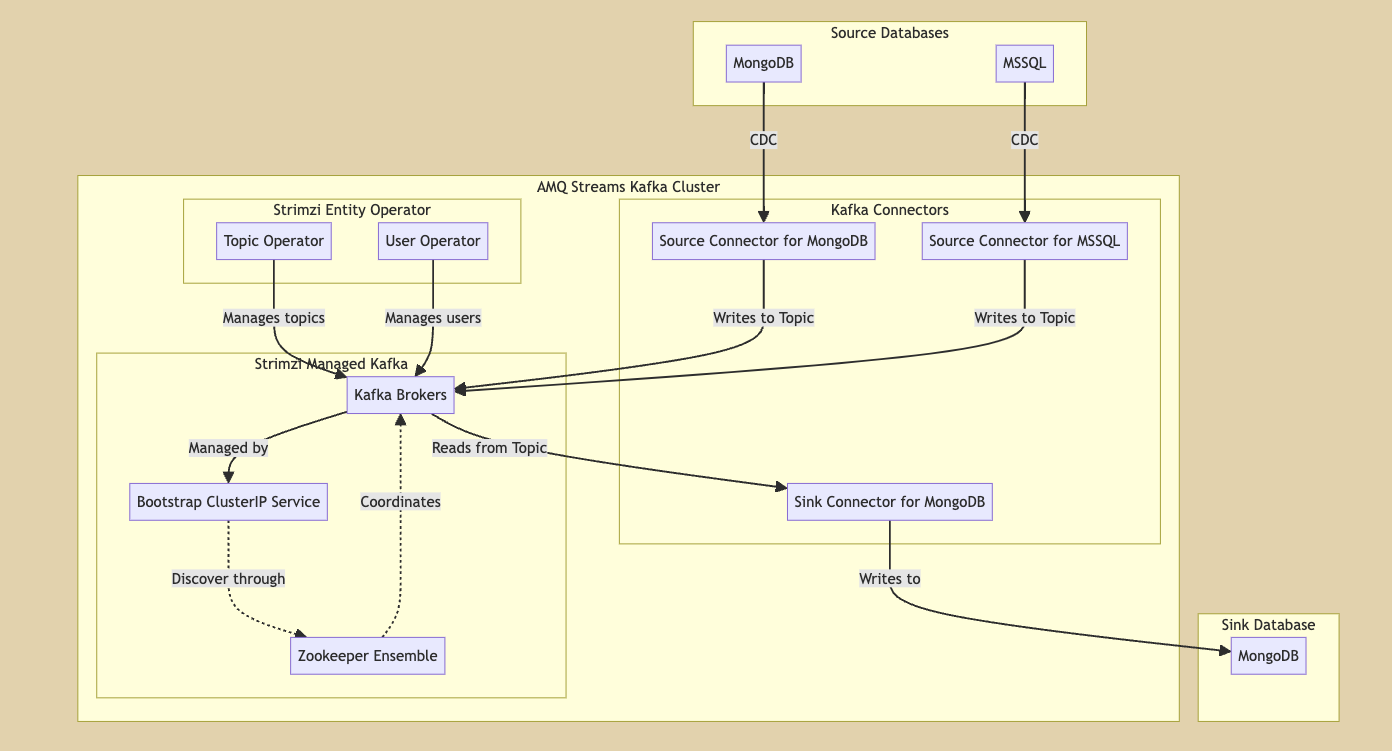 Source Databases
MongoDB
MSSQL
CDC
CDC
AMQ Streams Kafka Cluster
Strimzi Entity Operator
Topic Operator
User Operator
Kafka Connectors
Source Connector for MongoDB
Source Connector for MSSQL
Manages topics
Manages users
Writes to Topic
Writes to Topic
Strimzi Managed Kafka
Kafka Brokers
Managed by
Reads from Topic
Bootstrap ClusterIP Service
Coordinates
Sink Connector for MongoDB
Discover through
Writes to
Zookeeper Ensemble
Sink Database
MongoDB